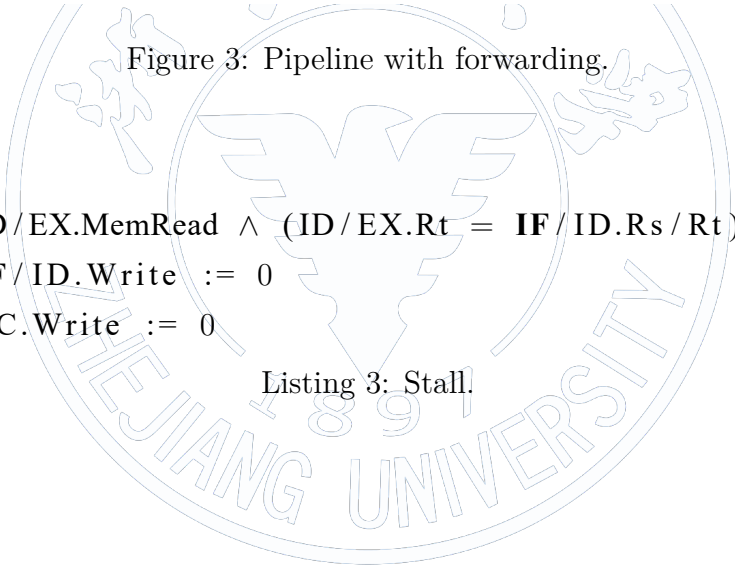 Figure 3: Pipeline with forwarding.
/EX.MemRead ∧ (ID/EX.Rt = IF/ID.Rs/Rt)
/ID.Write := 0
C.Write := 0
Listing 3: Stall.
1897
ZHEJIANG UNIVERSITY